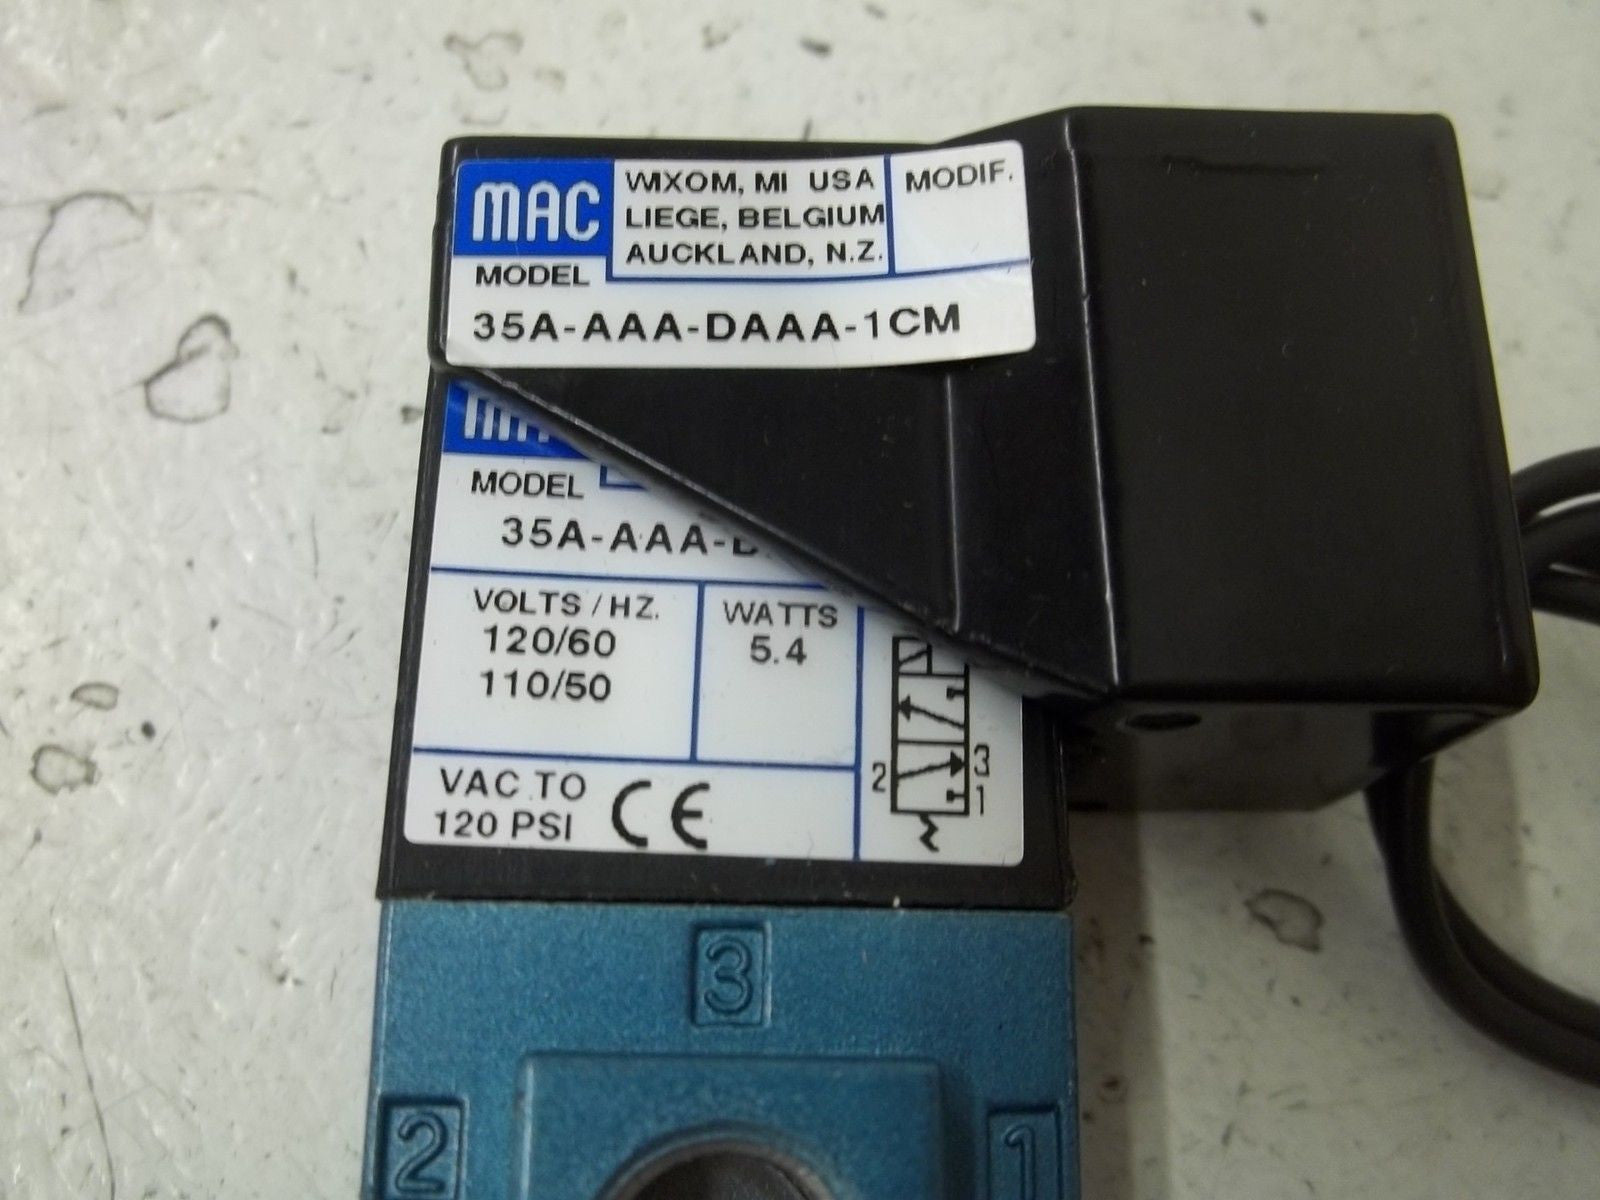 MAC
WIXOM, MI USA
LIEGE, BELGIUM
AUCKLAND, N.Z.
MODIF.
MODEL
35A-AAA-DAAA-1CM
MODEL
35A-AAA-D
VOLTS/HZ.
120/60
110/50
WATTS
5.4
2
3
1
VAC TO
120 PSI
CE
3
2
1